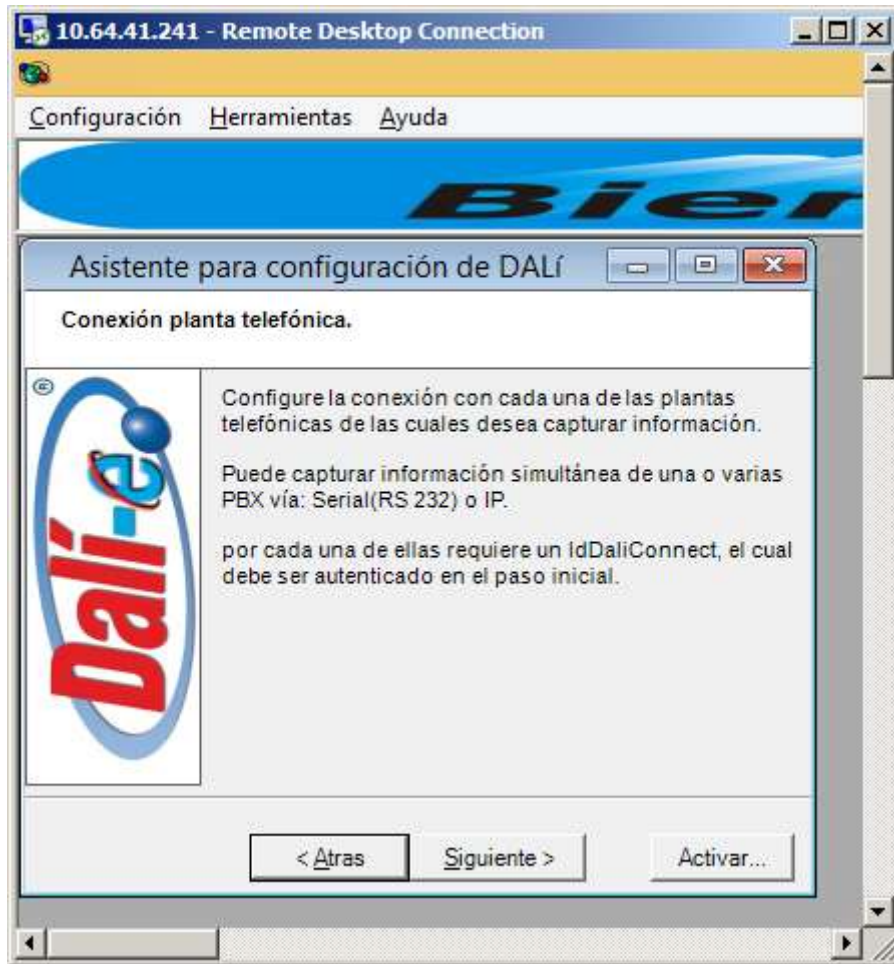 10.64.41.241 - Remote Desktop Connection
Configuración Herramientas Ayuda
Asistente para configuración de DALí
Conexión planta telefónica.
®
Dalí-e
Configure la conexión con cada una de las plantas
telefónicas de las cuales desea capturar información.
Puede capturar información simultánea de una o varias
PBX vía: Serial(RS 232) o IP.
por cada una de ellas requiere un IdDaliConnect, el cual
debe ser autenticado en el paso inicial.
< Atras Siguiente > Activar...